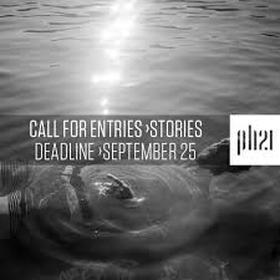 CALL FOR ENTRIES >STORIES
DEADLINE >SEPTEMBER 25
ph21